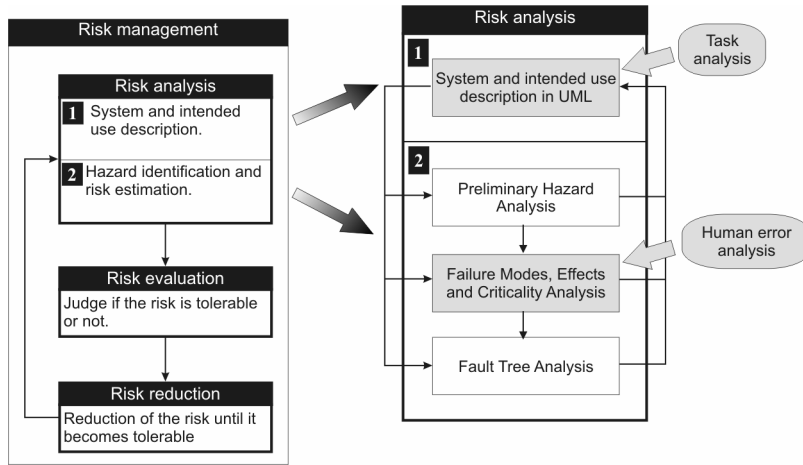 Risk management
Risk analysis
1 System and intended
use description.
2 Hazard identification and
risk estimation.
Risk evaluation
Judge if the risk is tolerable
or not.
Risk reduction
Reduction of the risk until it
becomes tolerable
Risk analysis
1
System and intended use
description in UML
Task
analysis
2
Preliminary Hazard
Analysis
Human error
analysis
Failure Modes, Effects
and Criticality Analysis
Fault Tree Analysis